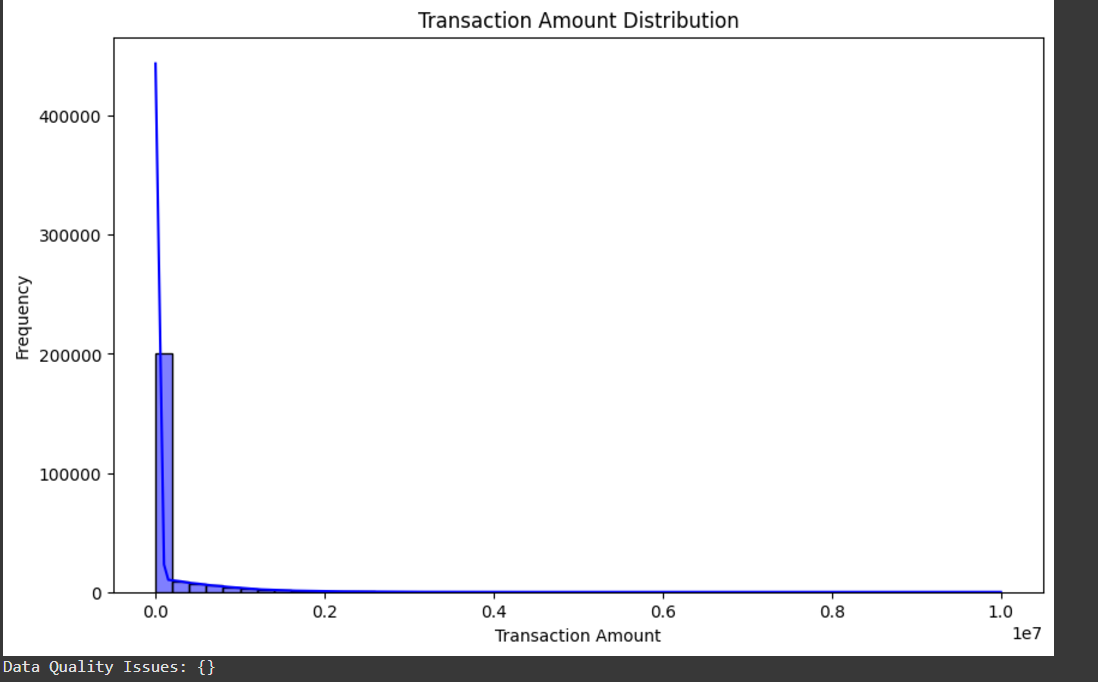 Transaction Amount Distribution
400000
300000
200000
100000
0
Frequency
0.0 0.2 0.4 0.6 0.8 1.0
1e7
Transaction Amount
Data Quality Issues: {}